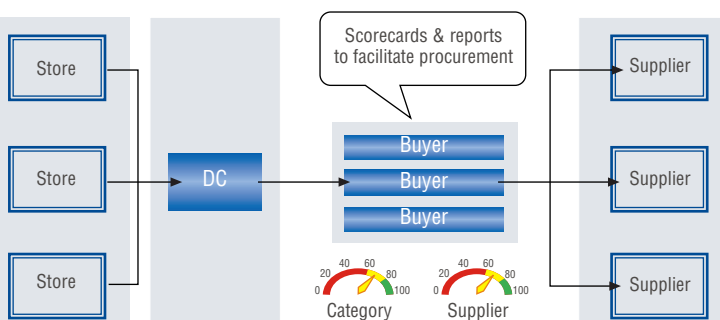 Scorecards & reports
to facilitate procurement
Store
Store
Store
DC
Buyer
Buyer
Buyer
Supplier
Supplier
Supplier
0 20 40 60 80 100
Category
0 20 40 60 80 100
Supplier